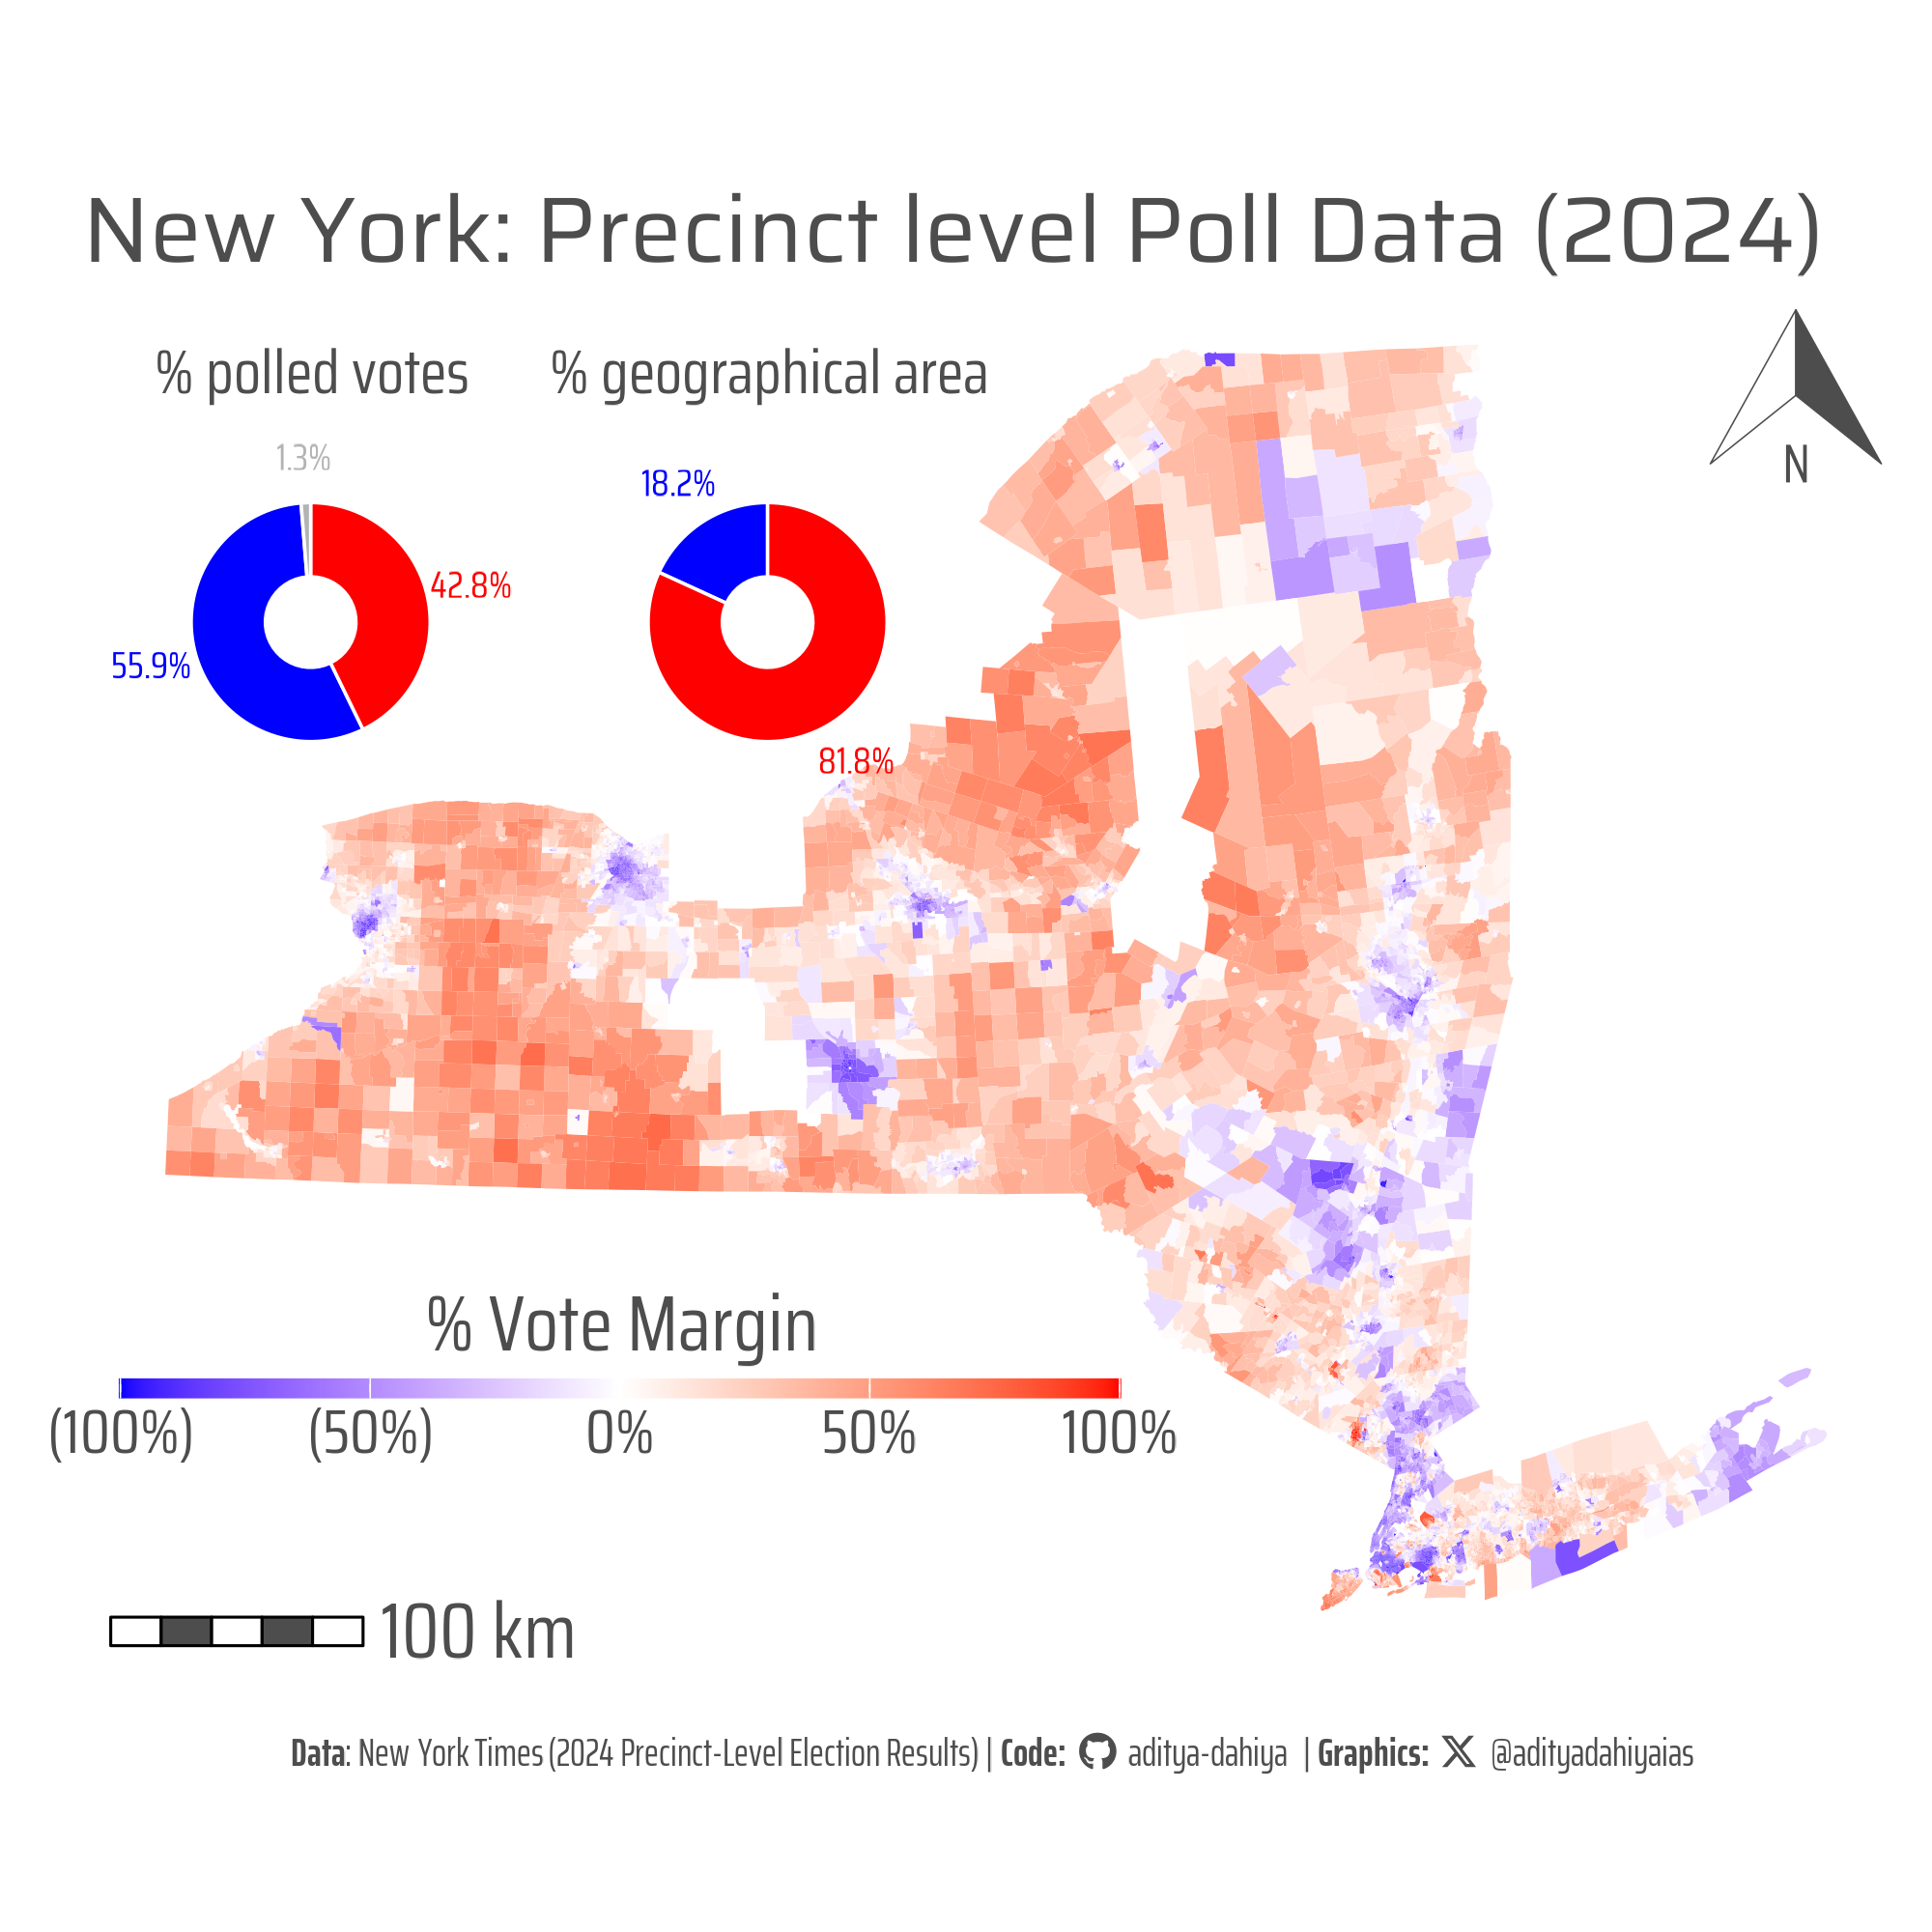 New York: Precinct level Poll Data (2024)
% polled votes
% geographical area
N
1.3%
18.2%
42.8%
55.9%
81.8%
% Vote Margin
(100%) (50%) 0% 50% 100%
100 km
Data: New York Times (2024 Precinct-Level Election Results) | Code: aditya-dahiya | Graphics: @adityadahiyaias